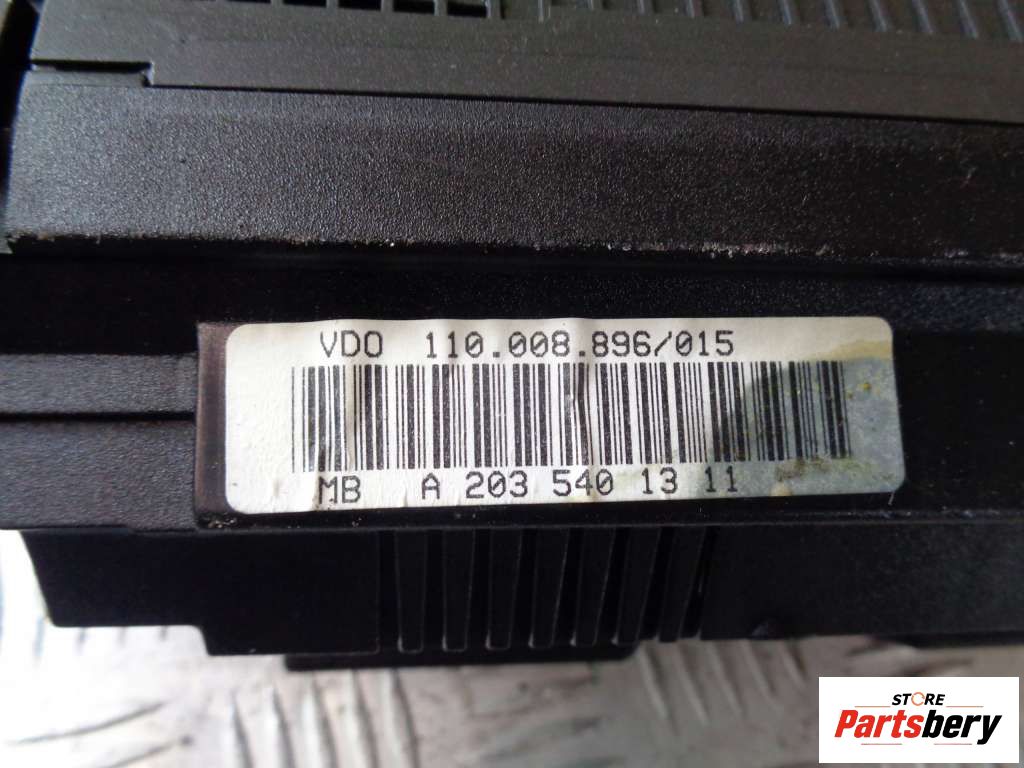 VDO 110.008.896/015
MB A 203 540 13 11
STORE
Partsbery